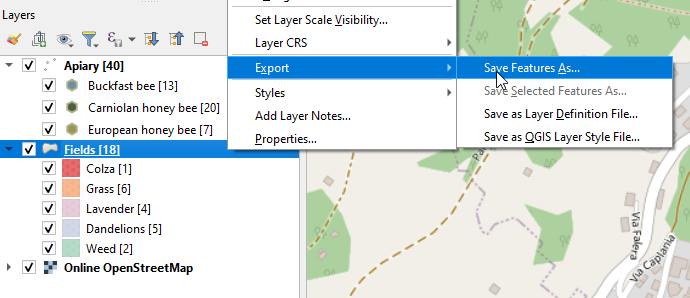 Layers
Apiary [40]
Buckfast bee [13]
Carniolan honey bee [20]
European honey bee [7]
Fields [18]
Colza [1]
Grass [6]
Lavender [4]
Dandelions [5]
Weed [2]
Online OpenStreetMap
Set Layer Scale Visibility...
Layer CRS
Export
Styles
Add Layer Notes...
Properties...
Save Features As...
Save Selected Features As...
Save as Layer Definition File...
Save as QGIS Layer Style File...
Via Falera
Via Caplania